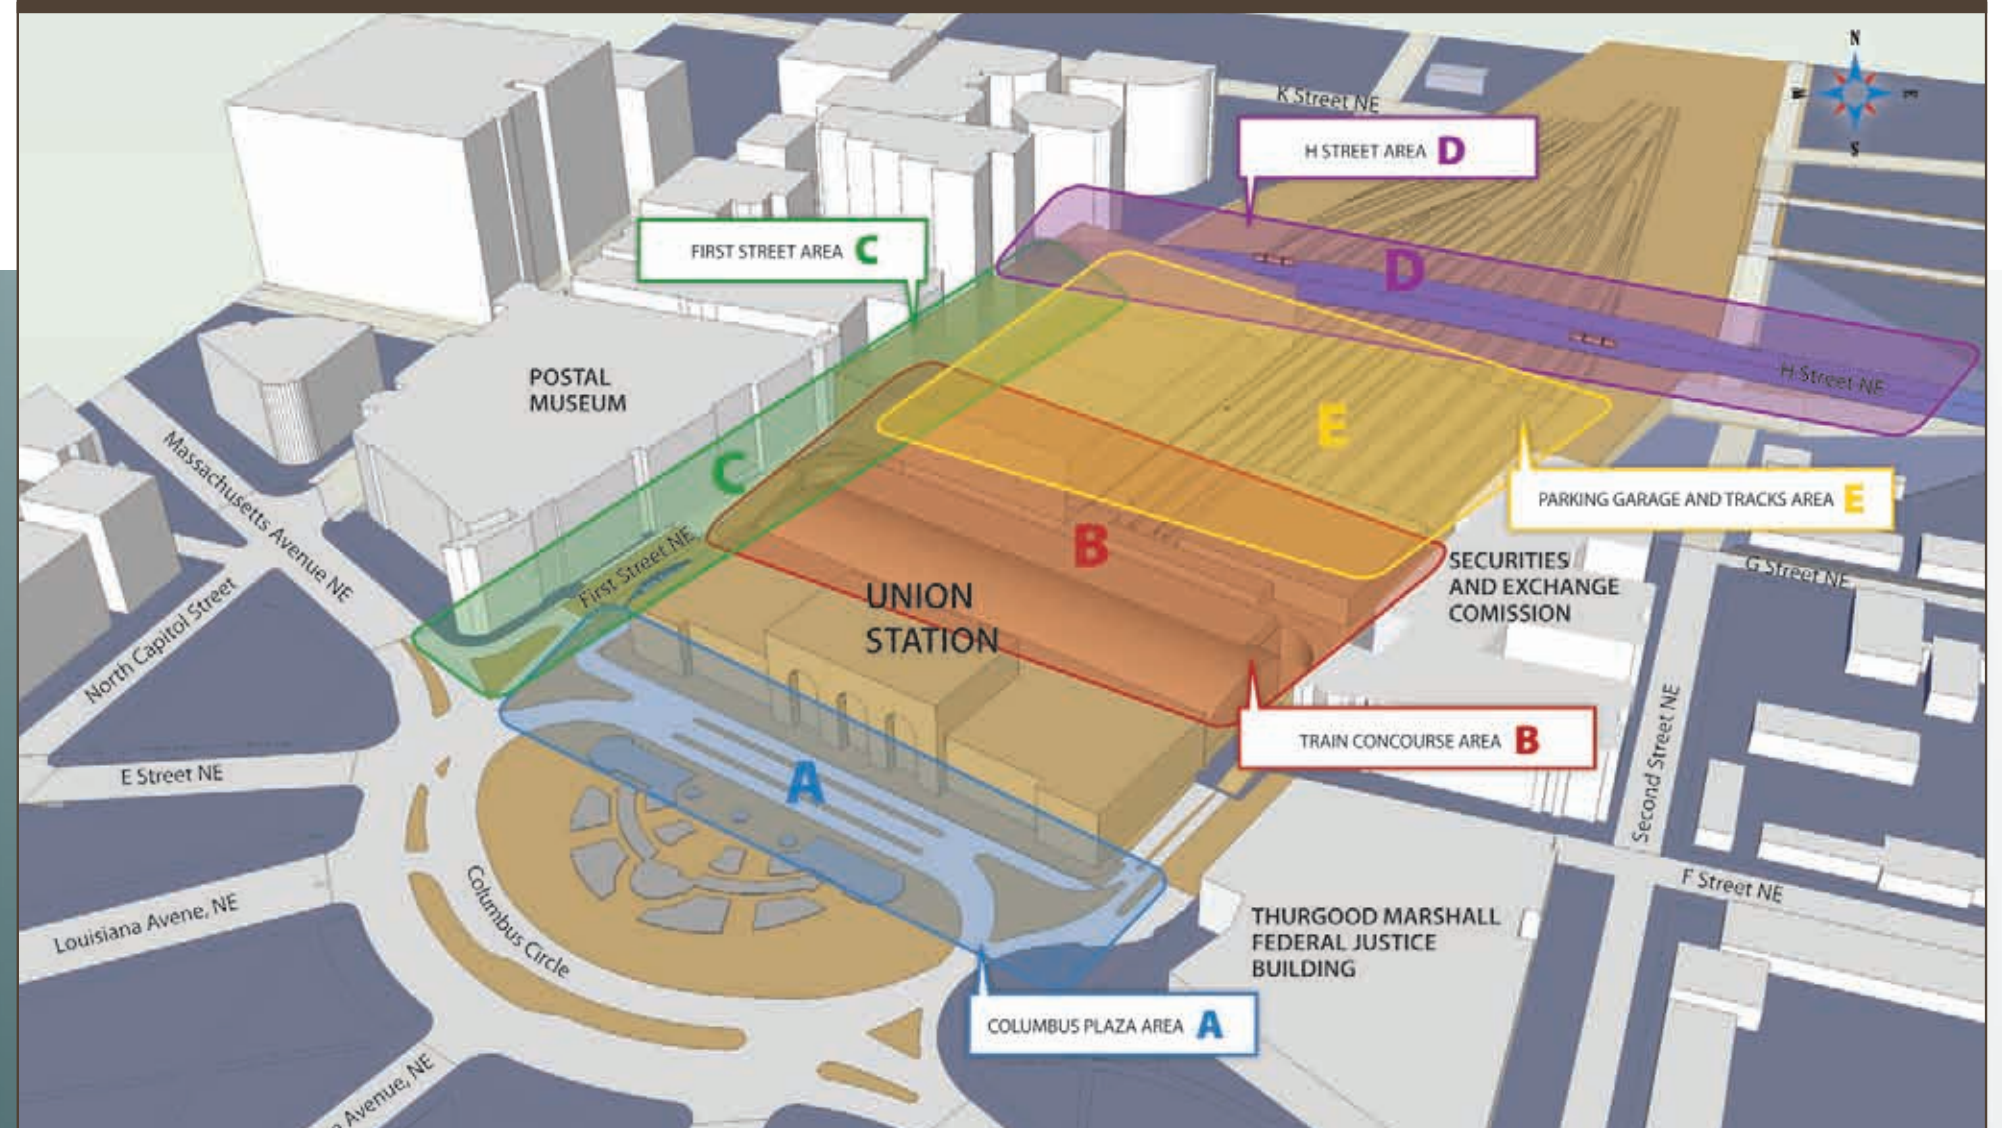 N
W
E
S
K Street NE
H STREET AREA D
FIRST STREET AREA C
D
H Street NE
POSTAL
MUSEUM
E
C
PARKING GARAGE AND TRACKS AREA E
Massachusetts Avenue NE
B
First Street NE
SECURITIES
AND EXCHANGE
COMISSION
G Street NE
UNION
STATION
North Capitol Street
TRAIN CONCOURSE AREA B
Second Street NE
E Street NE
A
F Street NE
Louisiana Avene, NE
Columbus Circle
THURGOOD MARSHALL
FEDERAL JUSTICE
BUILDING
COLUMBUS PLAZA AREA A
Avenue, NE